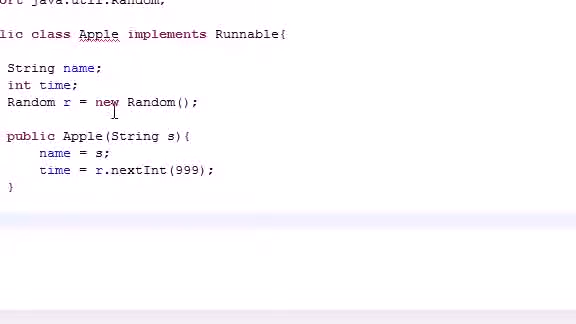 ort java.util.Random;
lic class Apple implements Runnable{
String name;
int time;
Random r = new Random();
public Apple(String s){
name = s;
time = r.nextInt(999);
}